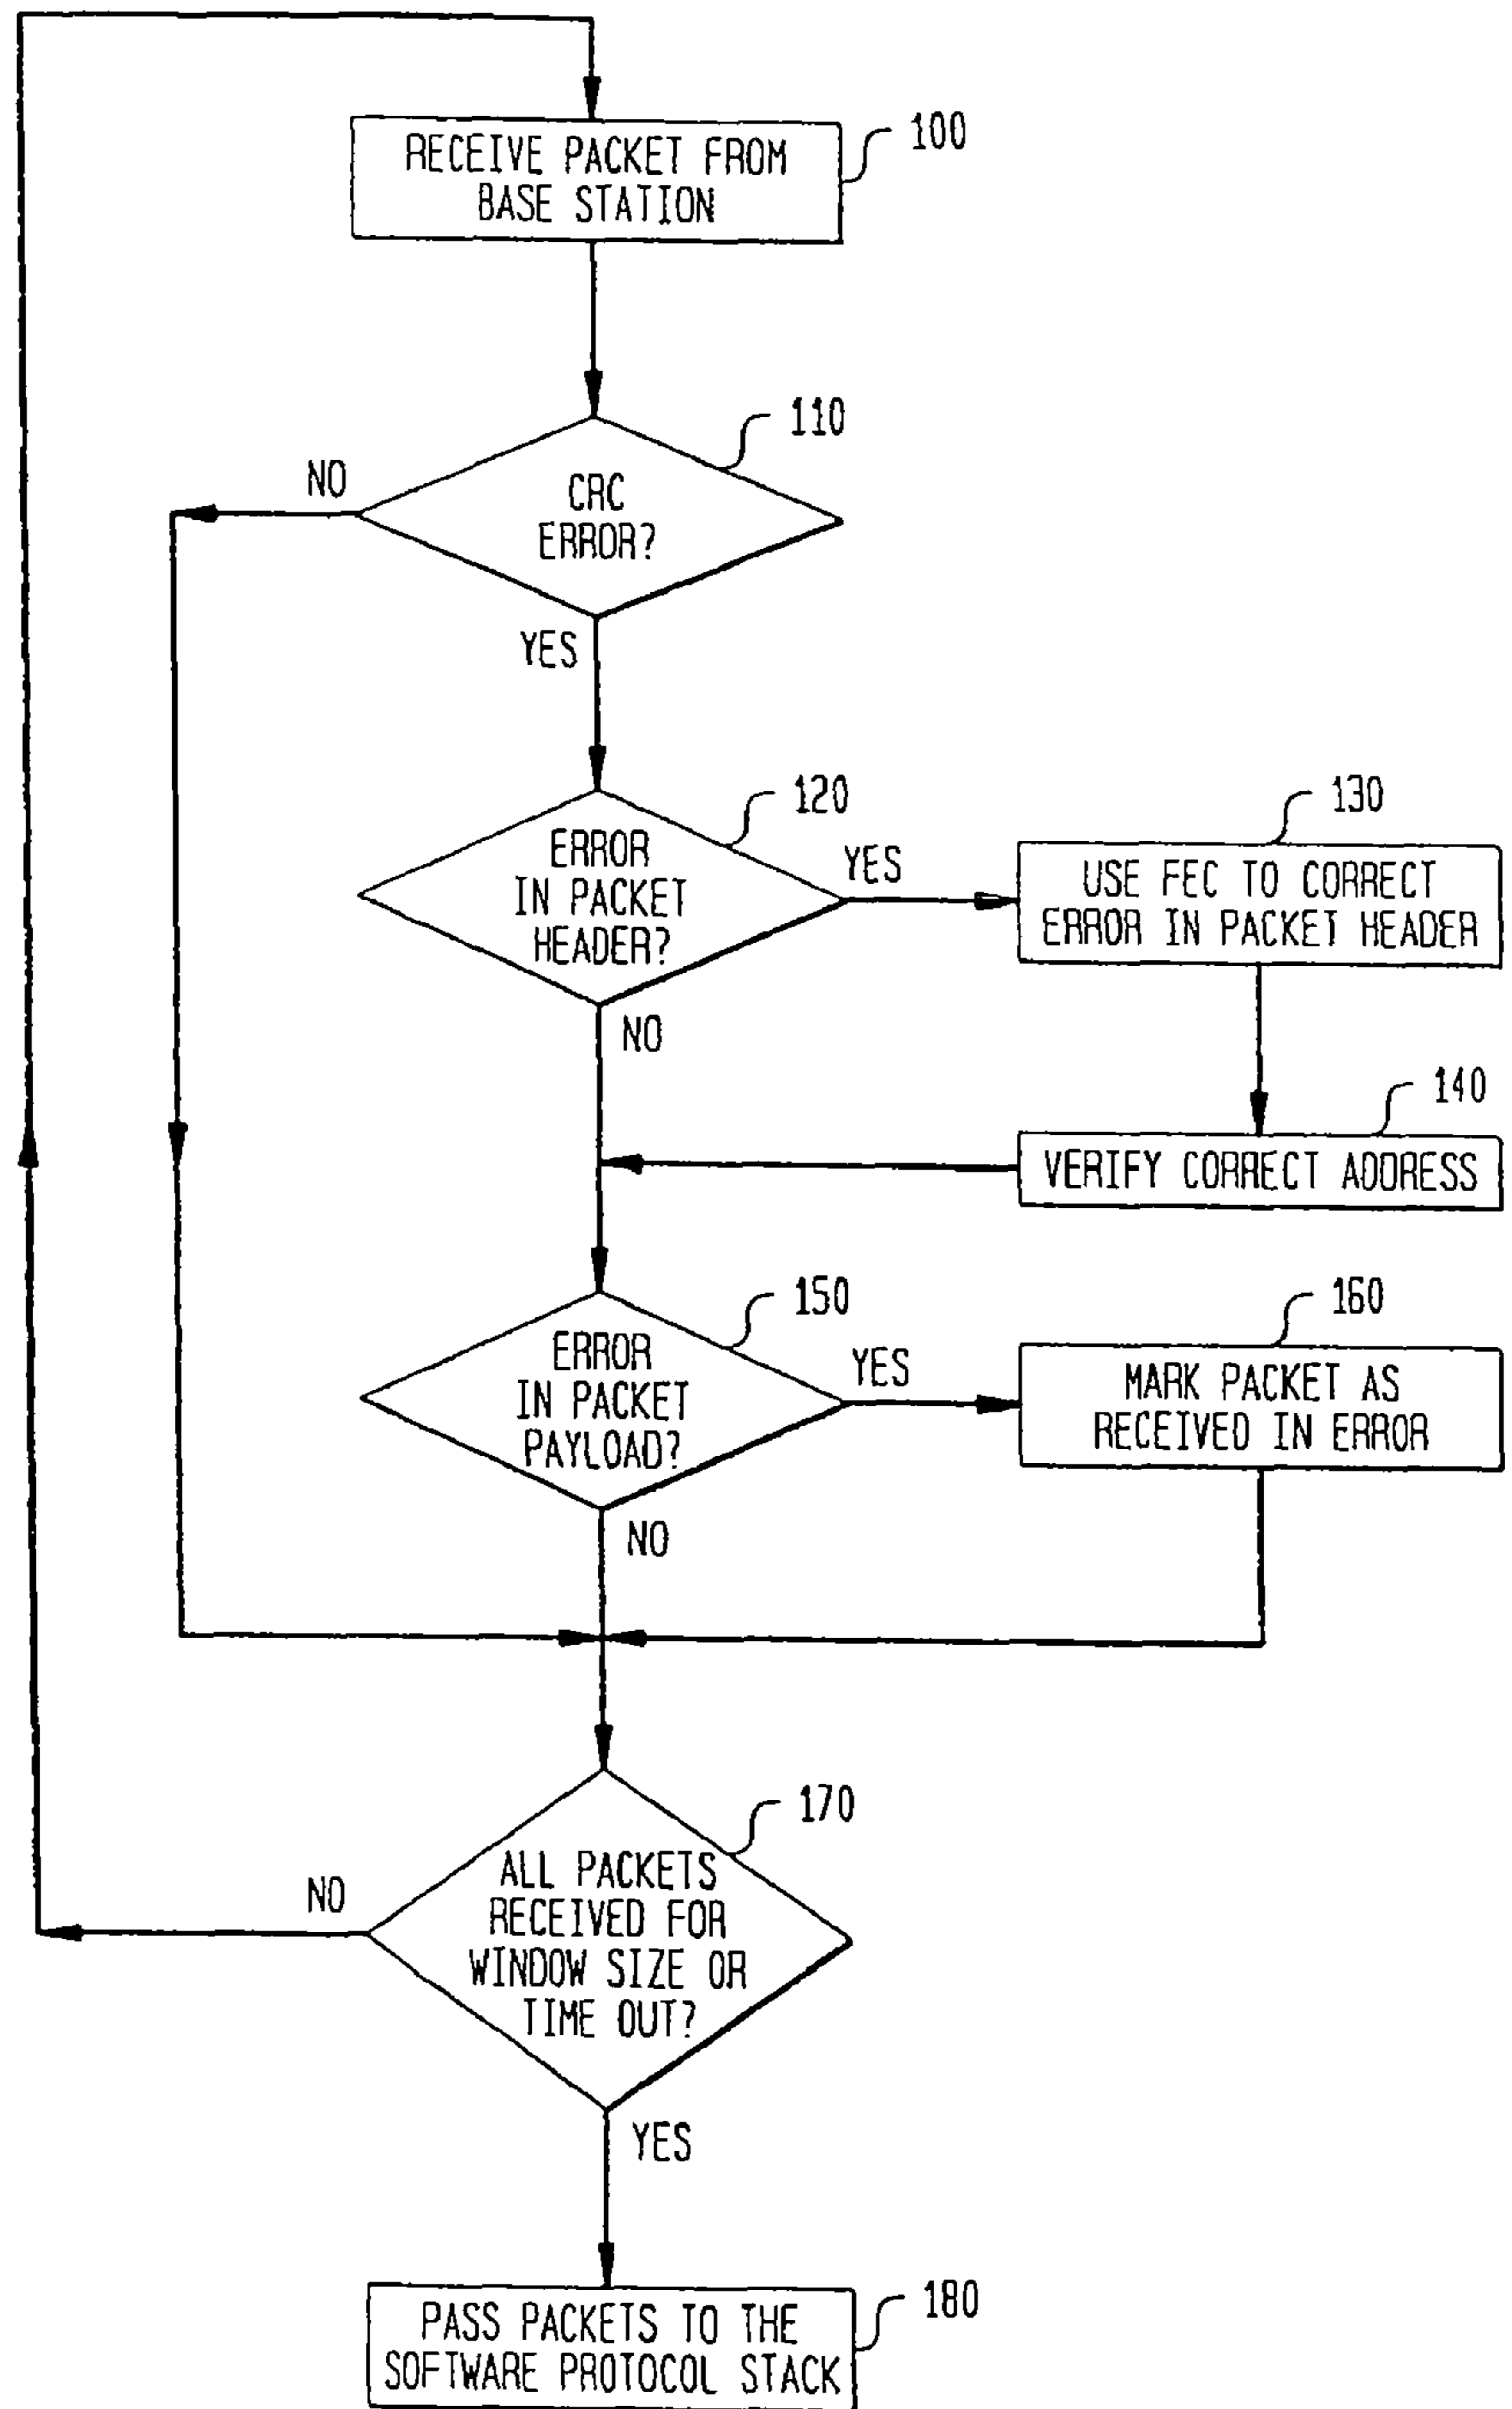 100
RECEIVE PACKET FROM
BASE STATION
110
NO
CRC
ERROR?
YES
120
130
ERROR
IN PACKET
HEADER?
YES
USE FEC TO CORRECT
ERROR IN PACKET HEADER
NO
140
VERIFY CORRECT ADDRESS
150
160
ERROR
IN PACKET
PAYLOAD?
YES
MARK PACKET AS
RECEIVED IN ERROR
NO
170
NO
ALL PACKETS
RECEIVED FOR
WINDOW SIZE OR
TIME OUT?
YES
180
PASS PACKETS TO THE
SOFTWARE PROTOCOL STACK